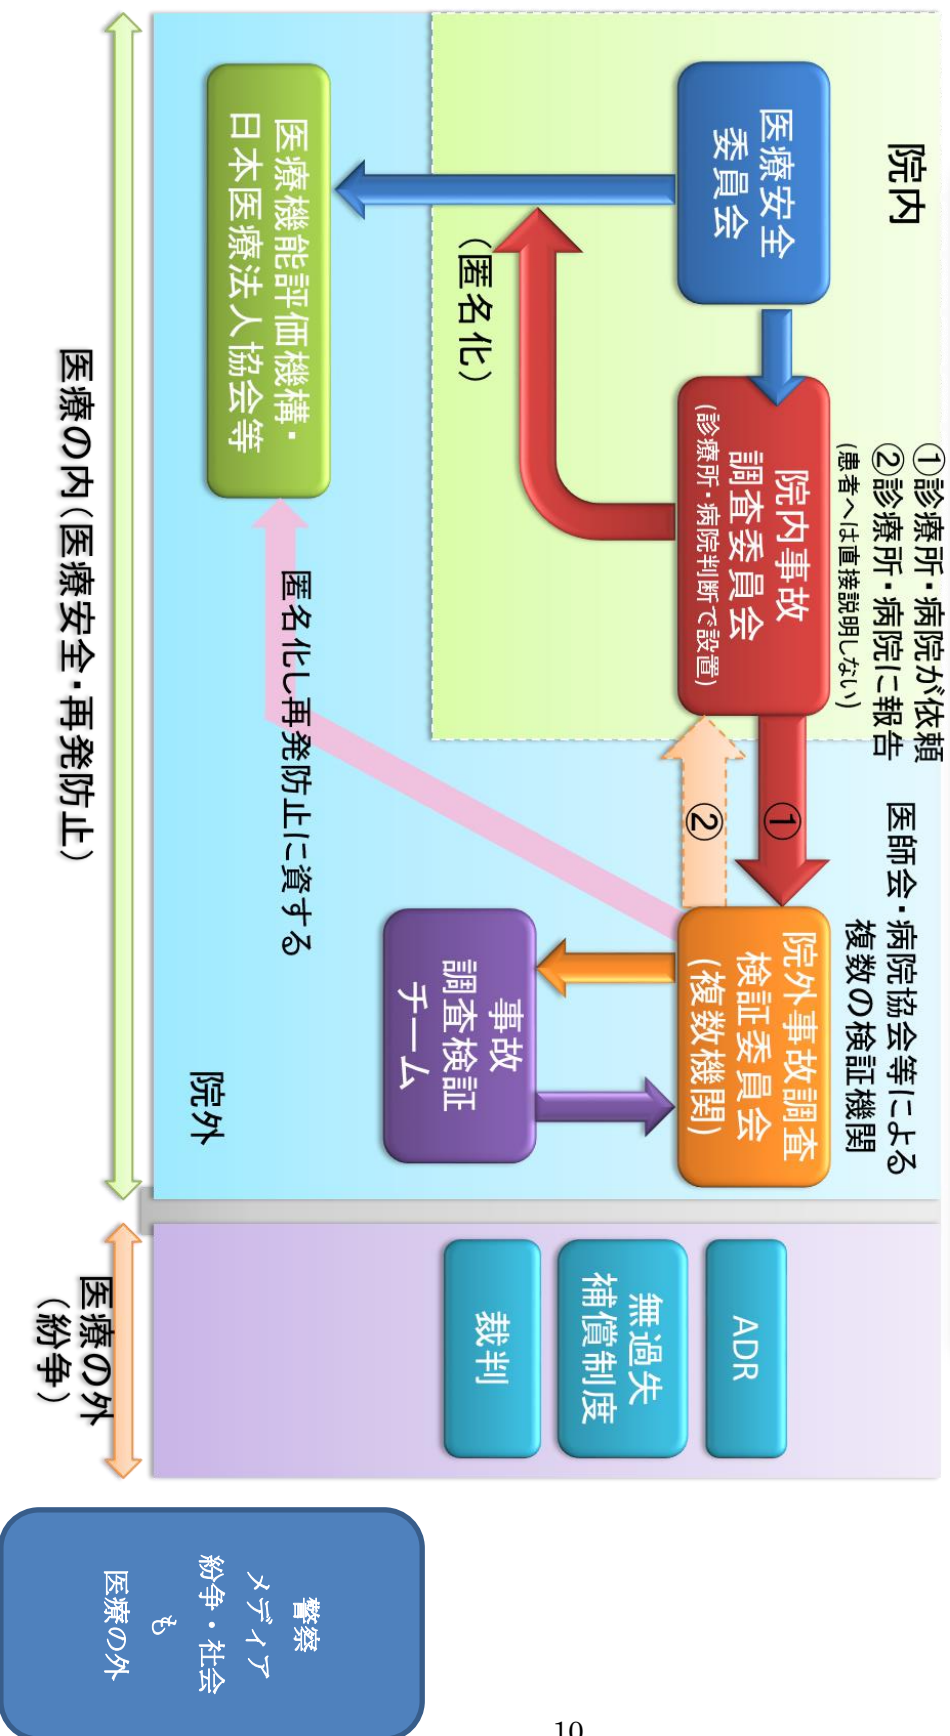 院内
医療安全
委員会
①診療所・病院が依頼
②診療所・病院に報告
(患者へは直接説明しない)
院内事故
調査委員会
(診療所・病院判断で設置)
①
②
医師会・病院協会等による
複数の検証機関
院外事故調査
検証委員会
(複数機関)
(匿名化)
事故
調査検証
チーム
医療機能評価機構・
日本医療法人協会等
匿名化し再発防止に資する
院外
ADR
無過失
補償制度
裁判
医療の内(医療安全・再発防止)
医療の外
(紛争)
警察
メディア
紛争・社会
も
医療の外
10